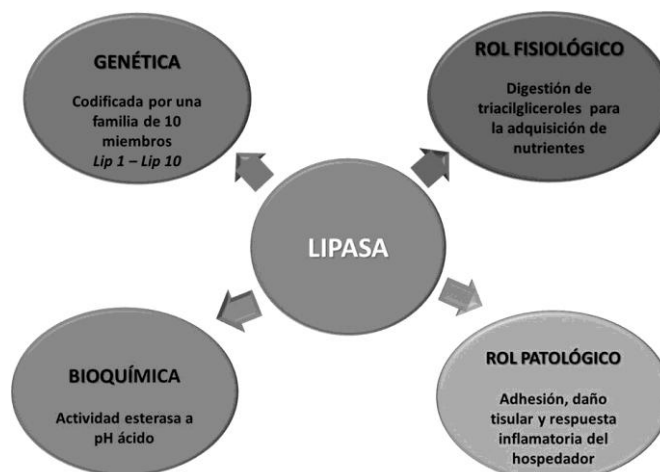 GENÉTICA
Codificada por una
familia de 10
miembros
Lip 1 – Lip 10
ROL FISIOLÓGICO
Digestión de
triacilgliceroles para
la adquisición de
nutrientes
LIPASA
BIOQUÍMICA
Actividad esterasa a
pH ácido
ROL PATOLÓGICO
Adhesión, daño
tisular y respuesta
inflamatoria del
hospedador